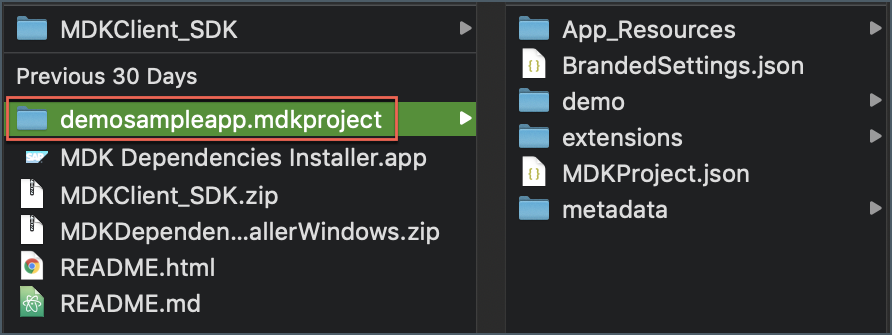 MDKClient_SDK
Previous 30 Days
demosampleapp.mdkproject
MDK Dependencies Installer.app
MDKClient_SDK.zip
MDKDependen...allerWindows.zip
README.html
README.md
App_Resources
BrandedSettings.json
demo
extensions
MDKProject.json
metadata